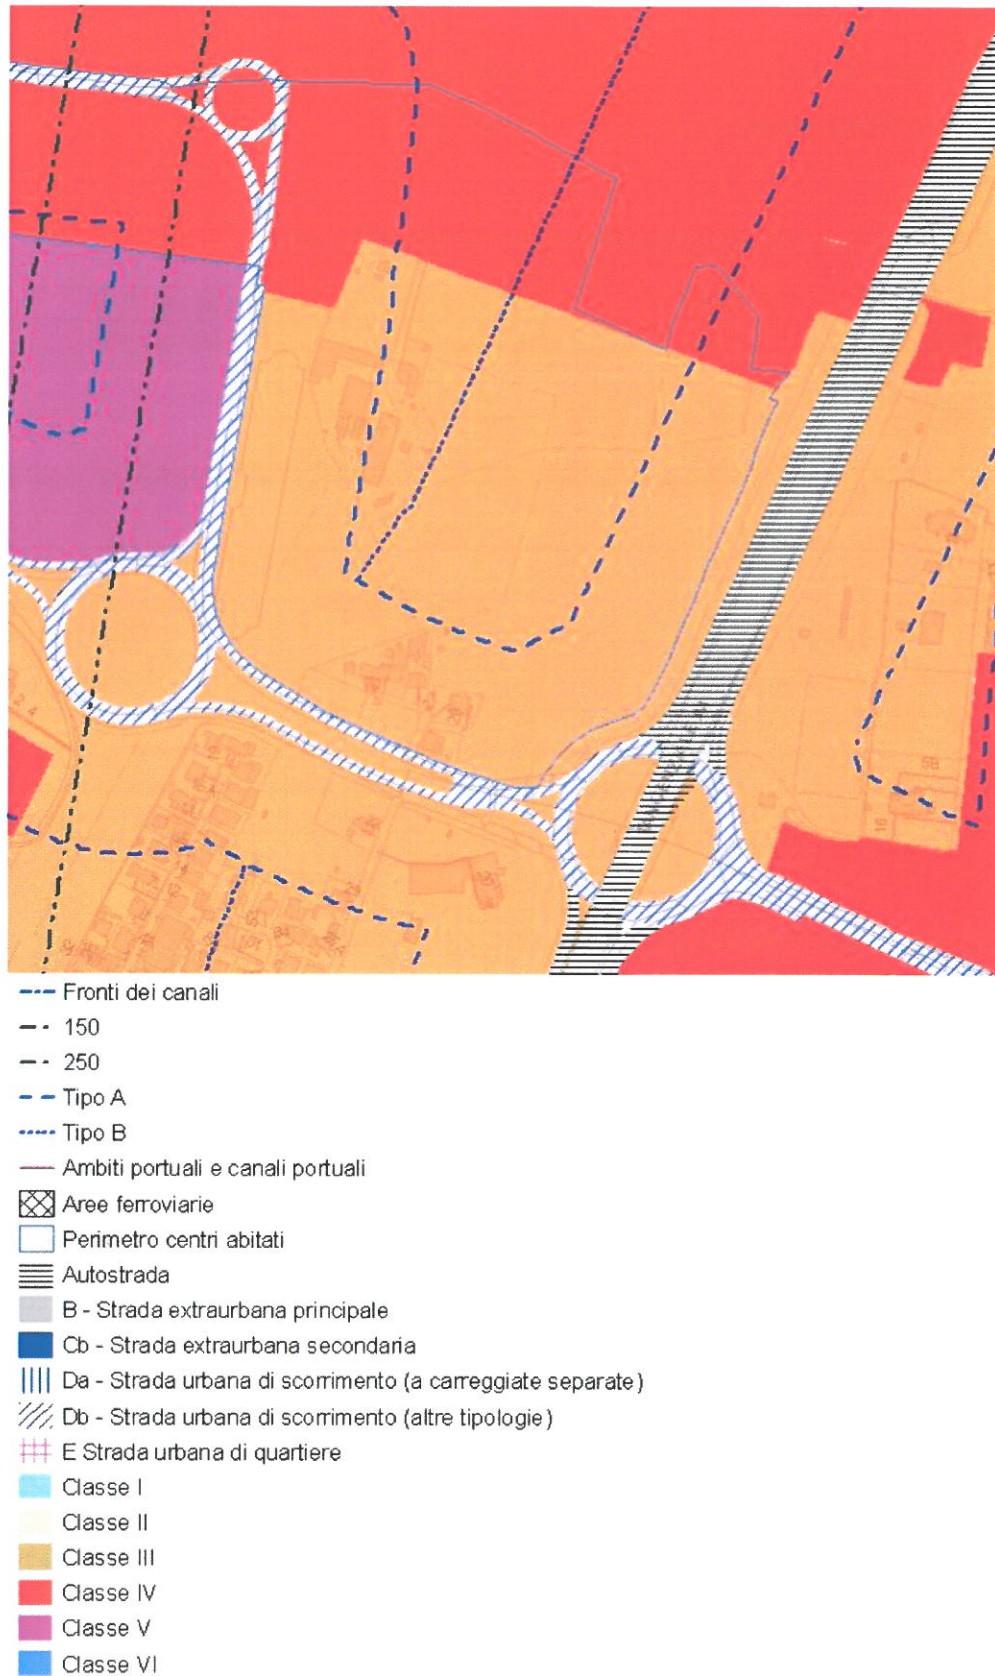 5B
16
Fronti dei canali
150
250
Tipo A
Tipo B
Ambiti portuali e canali portuali
Aree ferroviarie
Perimetro centri abitati
Autostrada
B - Strada extraurbana principale
Cb - Strada extraurbana secondaria
Da - Strada urbana di scorrimento (a carreggiate separate)
Db - Strada urbana di scorrimento (altre tipologie)
E Strada urbana di quartiere
Classe I
Classe II
Classe III
Classe IV
Classe V
Classe VI